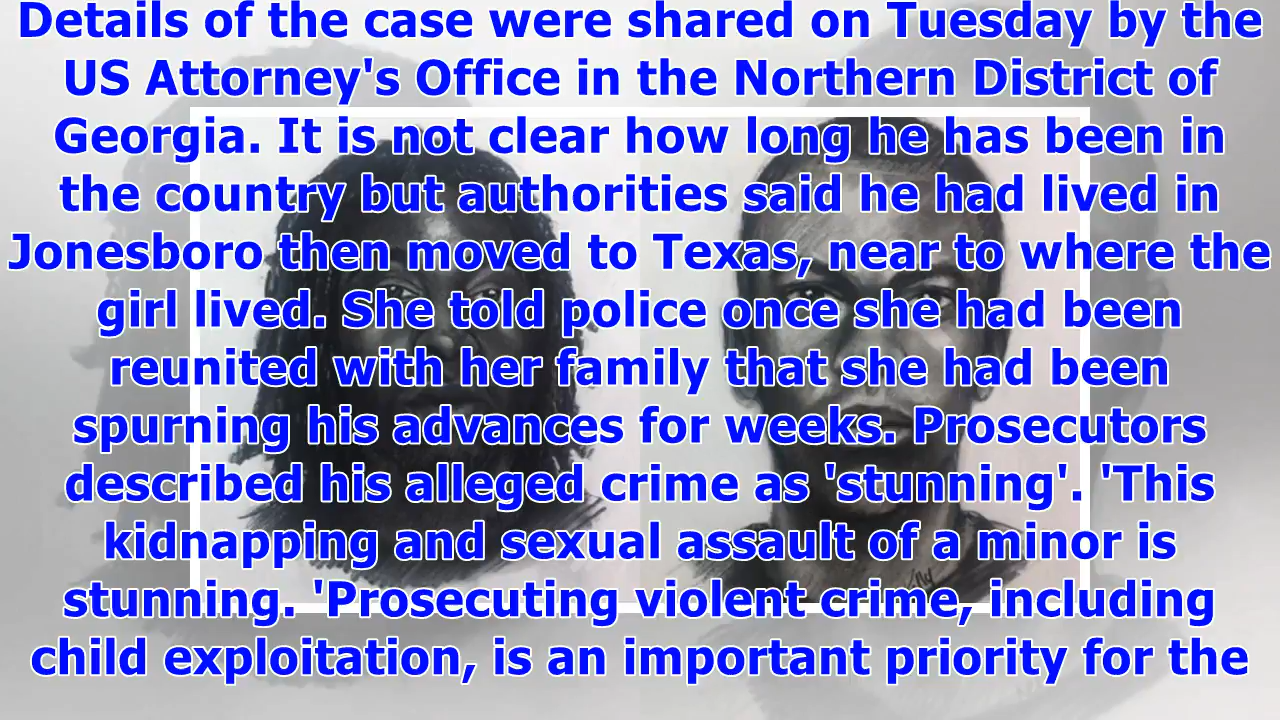 Details of the case were shared on Tuesday by the
US Attorney's Office in the Northern District of
Georgia. It is not clear how long he has been in
the country but authorities said he had lived in
Jonesboro then moved to Texas, near to where the
girl lived. She told police once she had been
reunited with her family that she had been
spurning his advances for weeks. Prosecutors
described his alleged crime as 'stunning'. 'This
kidnapping and sexual assault of a minor is
stunning. 'Prosecuting violent crime, including
child exploitation, is an important priority for the